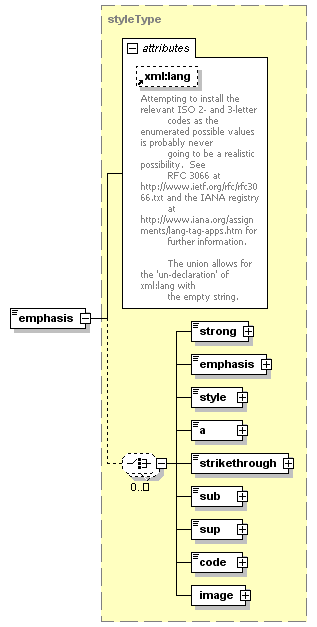 styleType
attributes
xml:lang
Attempting to install the
relevant ISO 2- and 3-letter
codes as the
enumerated possible values
is probably never
going to be a realistic
possibility. See
RFC 3066 at
http://www.ietf.org/rfc/rfc30
66.txt and the IANA registry
at
http://www.iana.org/assign
ments/lang-tag-apps.htm for
further information.
The union allows for
the 'un-declaration' of
xml:lang with
the empty string.
emphasis
strong
emphasis
style
a
strikethrough
0..
sub
sup
code
image